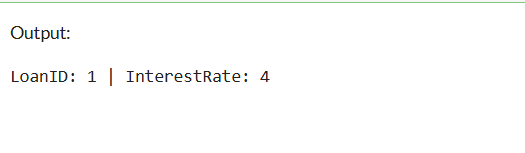 Output:
LoanID: 1 | InterestRate: 4